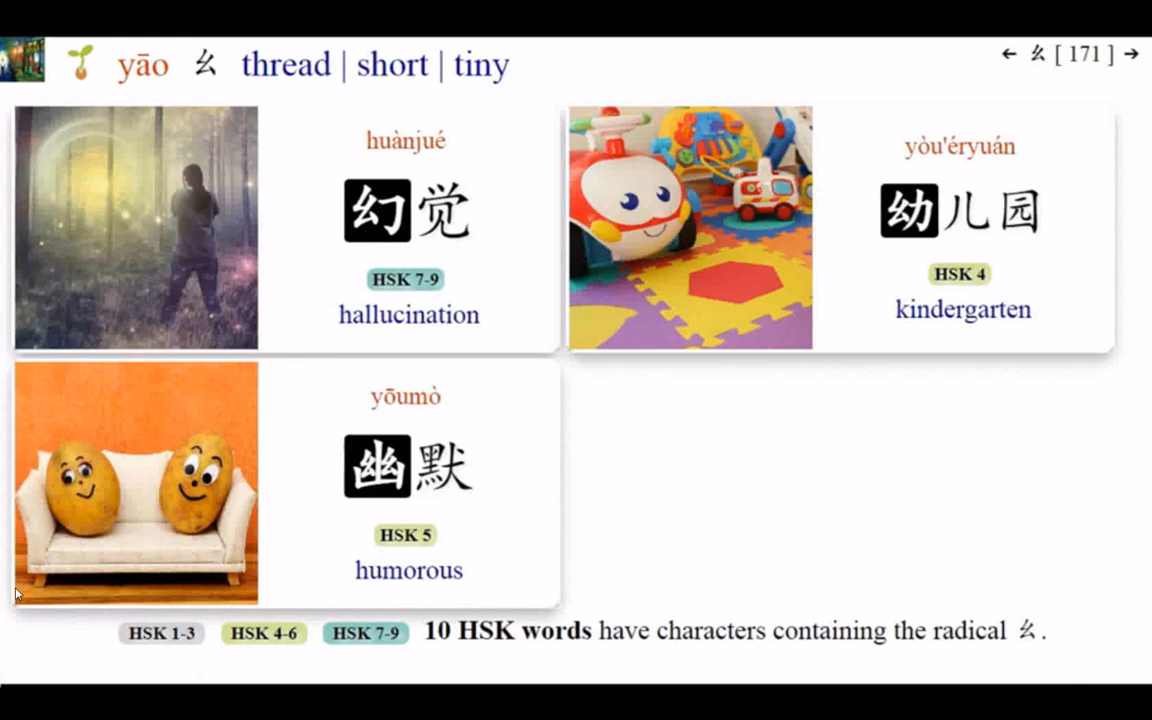 yāo 幺 thread | short | tiny
← 幺 [ 171 ] →
huànjué
幻觉
HSK 7-9
hallucination
yòu'éryuán
幼儿园
HSK 4
kindergarten
yōumò
幽默
HSK 5
humorous
HSK 1-3 HSK 4-6 HSK 7-9 10 HSK words have characters containing the radical 幺.